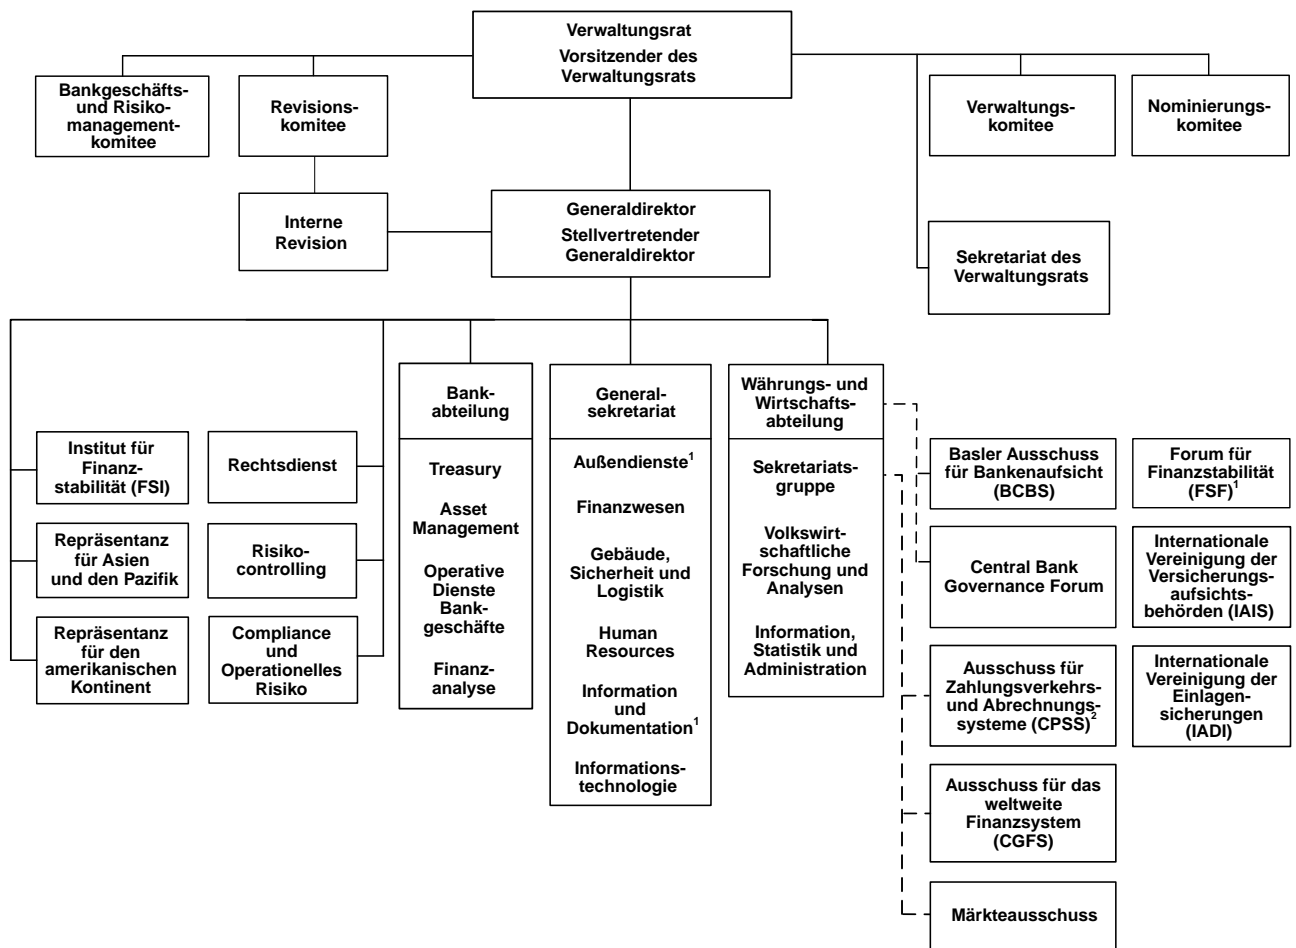 Verwaltungsrat
Vorsitzender des
Verwaltungsrats
Bankgeschäfts-
und Risiko-
management-
komitee
Revisions-
komitee
Verwaltungs-
komitee
Nominierungs-
komitee
Interne
Revision
Generaldirektor
Stellvertretender
Generaldirektor
Sekretariat des
Verwaltungsrats
Institut für
Finanz-
stabilität (FSI)
Repräsentanz
für Asien
und den Pazifik
Repräsentanz
für den
amerikanischen
Kontinent
Rechtsdienst
Risiko-
controlling
Compliance
und
Operationelles
Risiko
Bank-
abteilung
Treasury
Asset
Management
Operative
Dienste
Bank-
geschäfte
Finanz-
analyse
General-
sekretariat
Außendienste¹
Finanzwesen
Gebäude,
Sicherheit und
Logistik
Human
Resources
Information
und
Dokumentation¹
Informations-
technologie
Währungs- und
Wirtschafts-
abteilung
Sekretariats-
gruppe
Volkswirt-
schaftliche
Forschung und
Analysen
Information,
Statistik und
Administration
Basler Ausschuss
für Bankenaufsicht
(BCBS)
Central Bank
Governance Forum
Ausschuss für
Zahlungsverkehrs-
und Abrechnungs-
systeme (CPSS)²
Ausschuss für das
weltweite
Finanzsystem
(CGFS)
Märkteausschuss
Forum für
Finanzstabilität
(FSF)¹
Internationale
Vereinigung der
Versicherungs-
aufsichts-
behörden (IAIS)
Internationale
Vereinigung der
Einlagen-
sicherungen
(IADI)